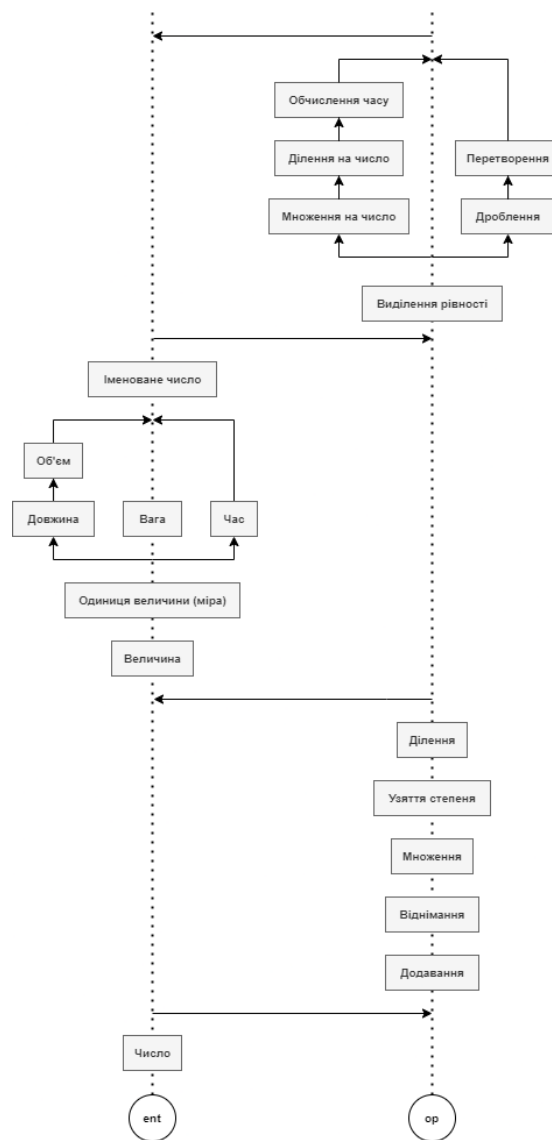 Обчислення часу
Ділення на число
Перетворення
Множення на число
Дроблення
Виділення рівності
Іменоване число
Об'єм
Довжина
Вага
Час
Одиниця величини (міра)
Величина
Ділення
Узяття степеня
Множення
Віднімання
Додавання
Число
ent
op